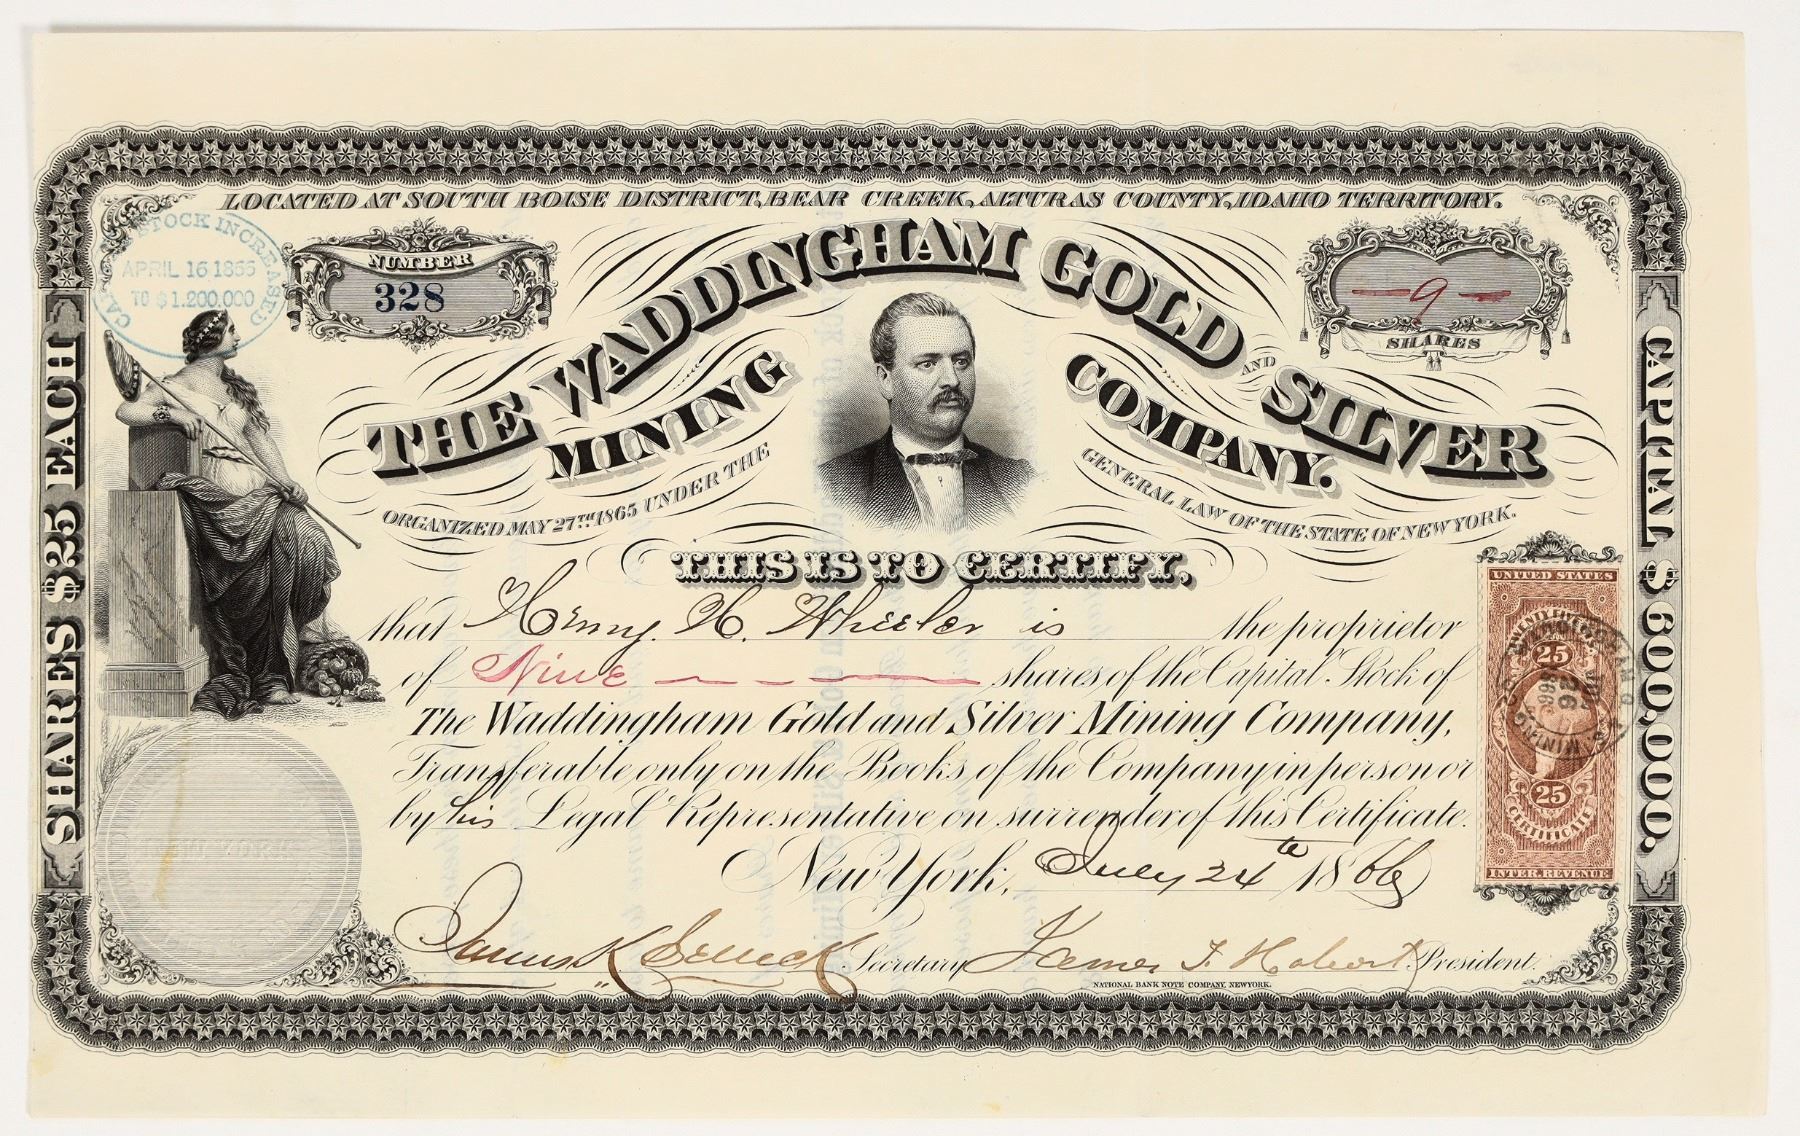 LOCATED AT SOUTH BOISE DISTRICT, BEAR CREEK, ALTURAS COUNTY, IDAHO TERRITORY.
CAPITAL STOCK INCREASED
APRIL 16 1866
TO $1.200.000
NUMBER
328
9
SHARES
THE WADDINGHAM GOLD AND SILVER
MINING COMPANY.
ORGANIZED MAY 27TH 1865 UNDER THE GENERAL LAW OF THE STATE OF NEW YORK.
SHARES $25 EACH
CAPITAL $600,000.
THIS IS TO CERTIFY,
that Henry H. Wheeler is the proprietor
of Nine shares of the Capital Stock of
The Waddingham Gold and Silver Mining Company,
Transferable only on the Books of the Company in person or
by his Legal Representative on surrender of this Certificate.
New York, July 24th 1866
Secretary
President.
NATIONAL BANK NOTE COMPANY, NEW YORK.
UNITED STATES
25
25
CERTIFICATE
INTER. REVENUE